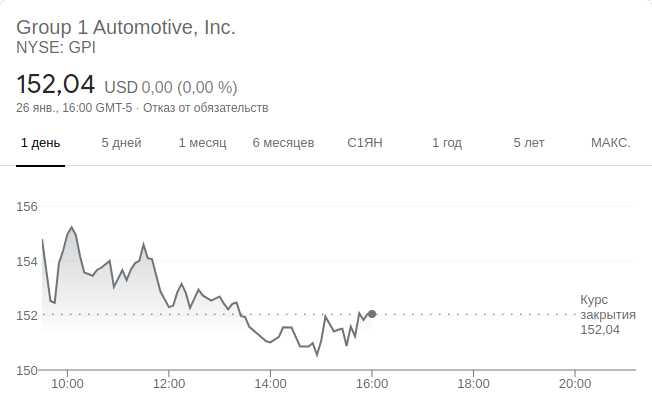 Group 1 Automotive, Inc.
NYSE: GPI
152,04 USD 0,00 (0,00 %)
26 янв., 16:00 GMT-5 · Отказ от обязательств
1 день 5 дней 1 месяц 6 месяцев С1ЯН 1 год 5 лет МАКС.
156
154
152
150
Курс
закрытия
152,04
10:00 12:00 14:00 16:00 18:00 20:00